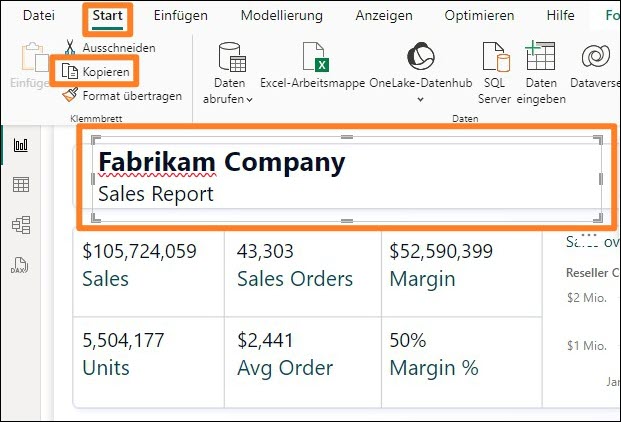 Datei Start Einfügen Modellierung Anzeigen Optimieren Hilfe Fo
Ausschneiden
Einfüge Kopieren
Format übertragen
Klemmbrett
Daten abrufen
Excel-Arbeitsmappe
OneLake-Datenhub
SQL Server
Daten eingeben
Dataverse
Daten
DAX
Fabrikam Company
Sales Report
$105,724,059 43,303 $52,590,399
Sales Sales Orders Margin
5,504,177 $2,441 50%
Units Avg Order Margin %
Sales ov
Reseller C
$2 Mio.
$1 Mio.
Jan